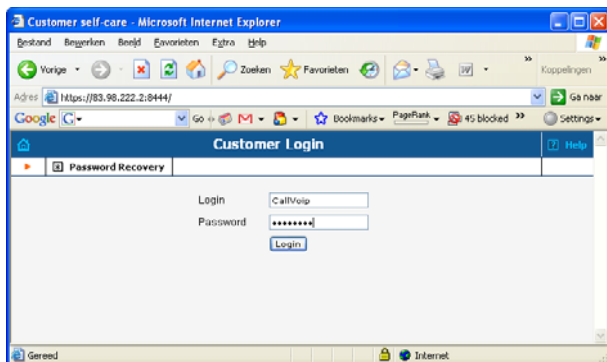 Customer self-care - Microsoft Internet Explorer
Bestand Bewerken Beeld Favorieten Extra Help
Vorige Zoeken Favorieten Koppelingen
Adres https://83.98.222.2:8444/ Ga naar
Google G Go Bookmarks PageRank 45 blocked Settings
Customer Login Help
Password Recovery
Login CallVoip
Password ••••••••
Login
Gereed Internet